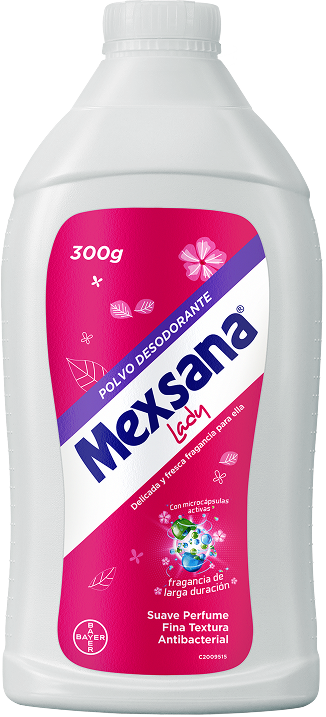 300g
POLVO DESODORANTE
Mexsana®
Lady
Delicada y fresca fragancia para ella
Con microcápsulas
activas
fragancia de
larga duración
Suave Perfume
Fina Textura
Antibacterial
BAYER
BAYER
C2009515